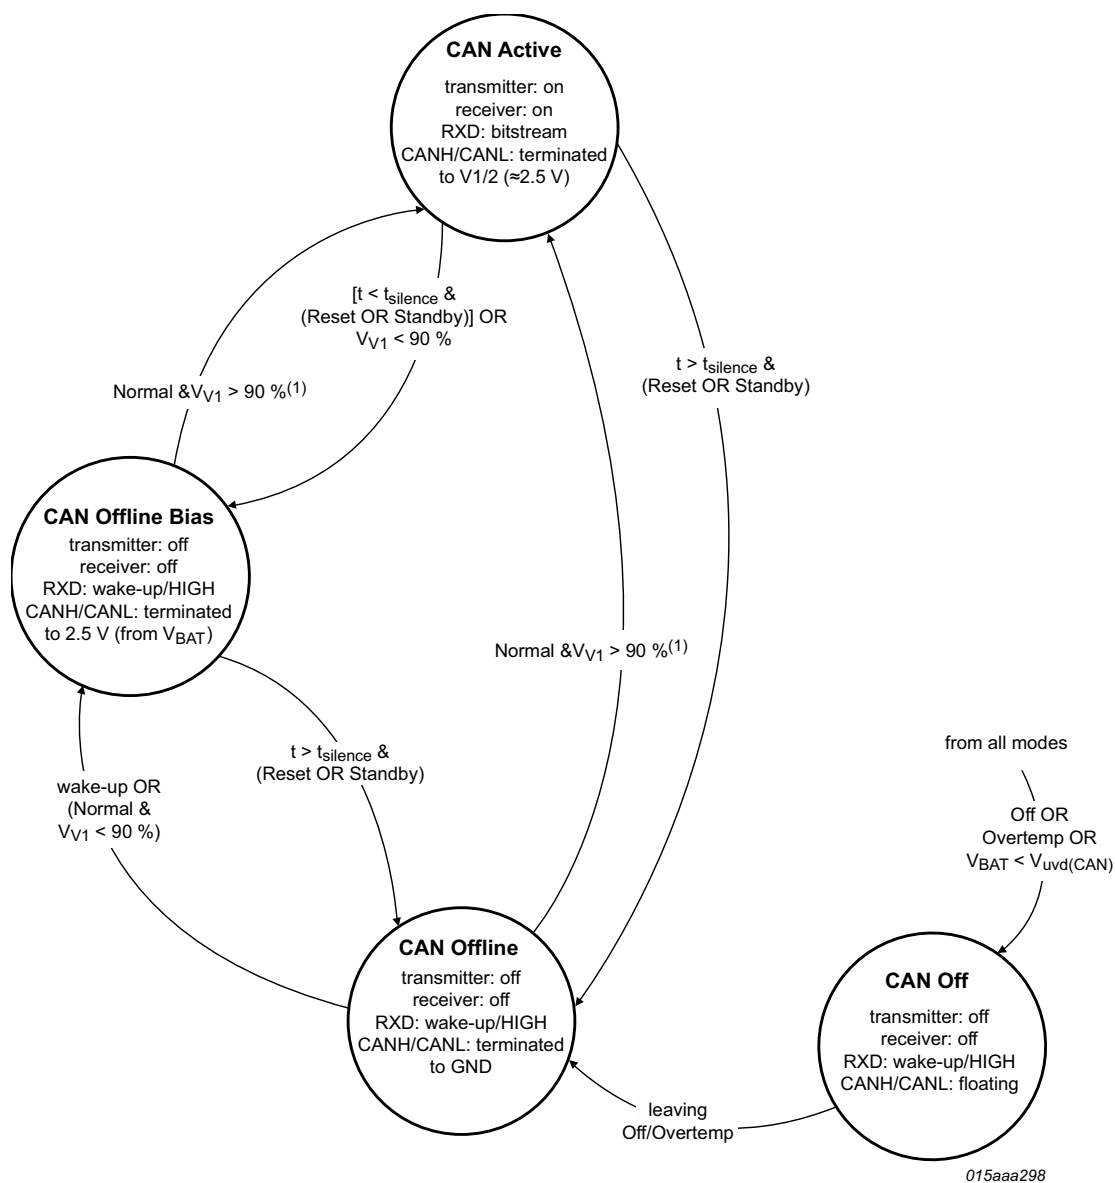 CAN Active
transmitter: on
receiver: on
RXD: bitstream
CANH/CANL: terminated
to V1/2 (≈2.5 V)
[t < tsilence &
(Reset OR Standby)] OR
VV1 < 90 %
t > tsilence &
(Reset OR Standby)
Normal &VV1 > 90 %(1)
CAN Offline Bias
transmitter: off
receiver: off
RXD: wake-up/HIGH
CANH/CANL: terminated
to 2.5 V (from VBAT)
Normal &VV1 > 90 %(1)
t > tsilence &
(Reset OR Standby)
wake-up OR
(Normal &
VV1 < 90 %)
from all modes
Off OR
Overtemp OR
VBAT < Vuvd(CAN)
CAN Offline
transmitter: off
receiver: off
RXD: wake-up/HIGH
CANH/CANL: terminated
to GND
CAN Off
transmitter: off
receiver: off
RXD: wake-up/HIGH
CANH/CANL: floating
leaving
Off/Overtemp
015aaa298